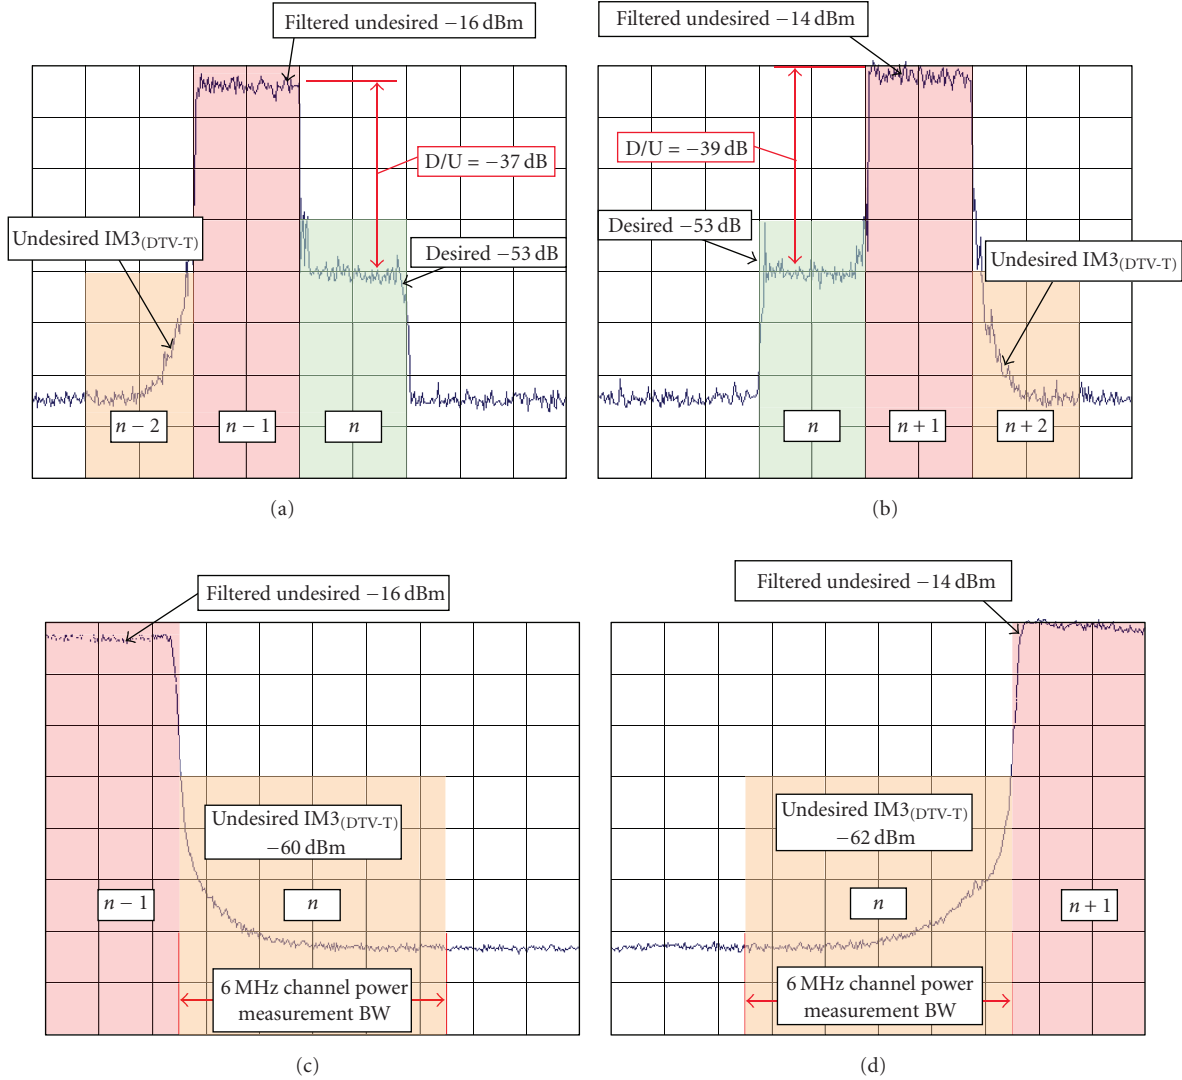 Filtered undesired −16 dBm
D/U = −37 dB
Undesired IM3(DTV-T)
Desired −53 dB
n − 2
n − 1
n
(a)
Filtered undesired −14 dBm
D/U = −39 dB
Desired −53 dB
Undesired IM3(DTV-T)
n
n + 1
n + 2
(b)
Filtered undesired −16 dBm
Undesired IM3(DTV-T)
−60 dBm
n − 1
n
6 MHz channel power
measurement BW
(c)
Filtered undesired −14 dBm
Undesired IM3(DTV-T)
−62 dBm
n
n + 1
6 MHz channel power
measurement BW
(d)